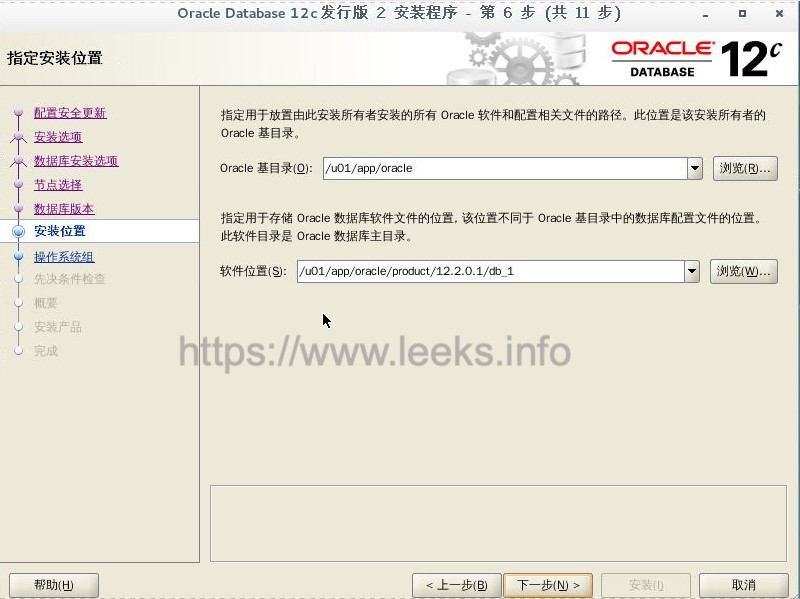 Oracle Database 12c 发行版 2 安装程序 - 第 6 步 (共 11 步)
指定安装位置
ORACLE
DATABASE
12c
配置安全更新
安装选项
数据库安装选项
节点选择
数据库版本
安装位置
操作系统组
先决条件检查
概要
安装产品
完成
指定用于放置由此安装所有者安装的所有 Oracle 软件和配置相关文件的路径。此位置是该安装所有者的
Oracle 基目录。
Oracle 基目录(O): /u01/app/oracle 浏览(R)...
指定用于存储 Oracle 数据库软件文件的位置, 该位置不同于 Oracle 基目录中的数据库配置文件的位置。
此软件目录是 Oracle 数据库主目录。
软件位置(S): /u01/app/oracle/product/12.2.0.1/db_1 浏览(W)...
https://www.leeks.info
帮助(H) < 上一步(B) 下一步(N) > 安装(I) 取消